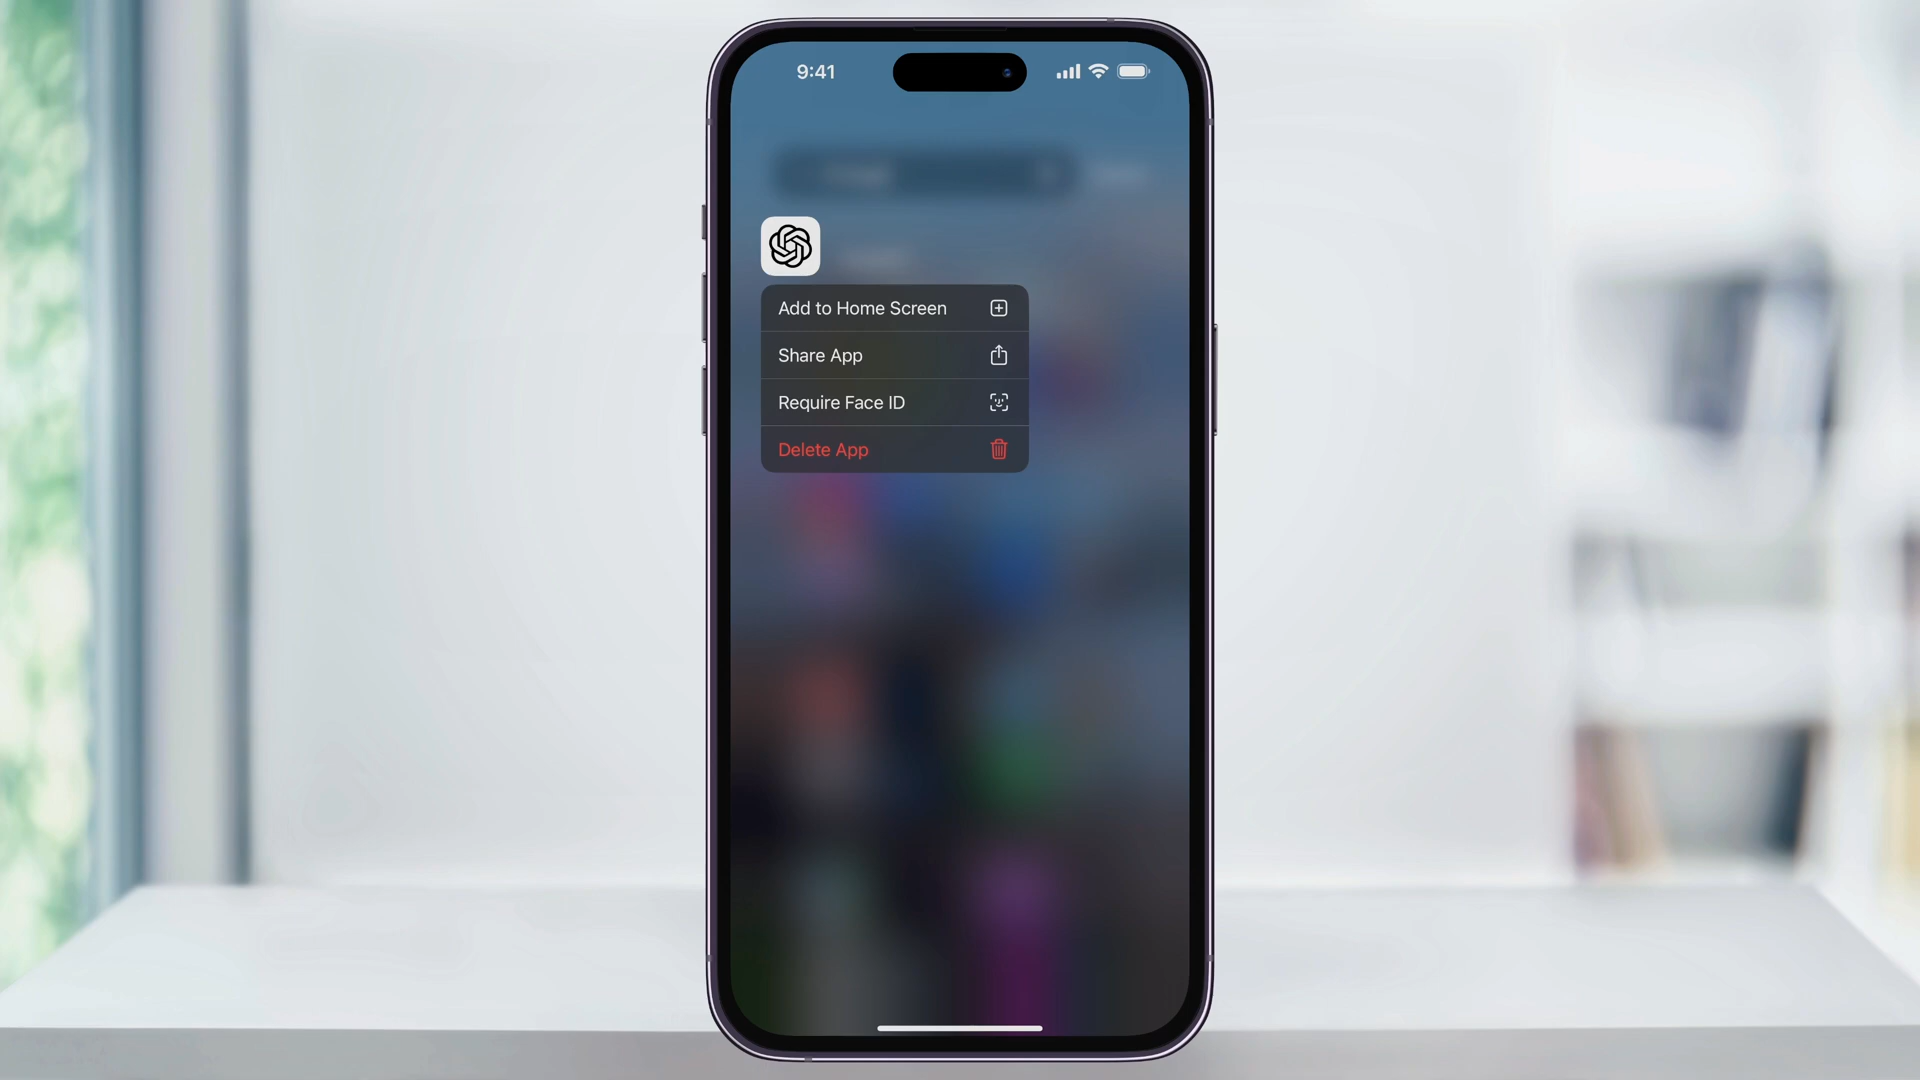 9:41
Add to Home Screen
Share App
Require Face ID
Delete App